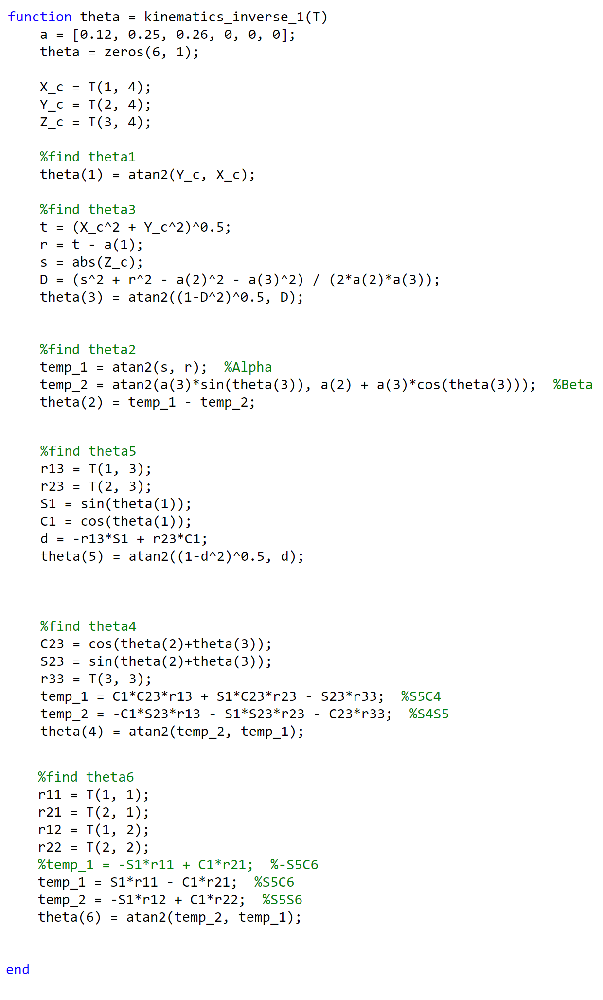 function theta = kinematics_inverse_1(T)
    a = [0.12, 0.25, 0.26, 0, 0, 0];
    theta = zeros(6, 1);

    X_c = T(1, 4);
    Y_c = T(2, 4);
    Z_c = T(3, 4);

    %find theta1
    theta(1) = atan2(Y_c, X_c);

    %find theta3
    t = (X_c^2 + Y_c^2)^0.5;
    r = t - a(1);
    s = abs(Z_c);
    D = (s^2 + r^2 - a(2)^2 - a(3)^2) / (2*a(2)*a(3));
    theta(3) = atan2((1-D^2)^0.5, D);

    %find theta2
    temp_1 = atan2(s, r);  %Alpha
    temp_2 = atan2(a(3)*sin(theta(3)), a(2) + a(3)*cos(theta(3)));  %Beta
    theta(2) = temp_1 - temp_2;

    %find theta5
    r13 = T(1, 3);
    r23 = T(2, 3);
    S1 = sin(theta(1));
    C1 = cos(theta(1));
    d = -r13*S1 + r23*C1;
    theta(5) = atan2((1-d^2)^0.5, d);

    %find theta4
    C23 = cos(theta(2)+theta(3));
    S23 = sin(theta(2)+theta(3));
    r33 = T(3, 3);
    temp_1 = C1*C23*r13 + S1*C23*r23 - S23*r33;  %S5C4
    temp_2 = -C1*S23*r13 - S1*S23*r23 - C23*r33;  %S4S5
    theta(4) = atan2(temp_2, temp_1);

    %find theta6
    r11 = T(1, 1);
    r21 = T(2, 1);
    r12 = T(1, 2);
    r22 = T(2, 2);
    %temp_1 = -S1*r11 + C1*r21;  %-S5C6
    temp_1 = S1*r11 - C1*r21;  %S5C6
    temp_2 = -S1*r12 + C1*r22;  %S5S6
    theta(6) = atan2(temp_2, temp_1);

end